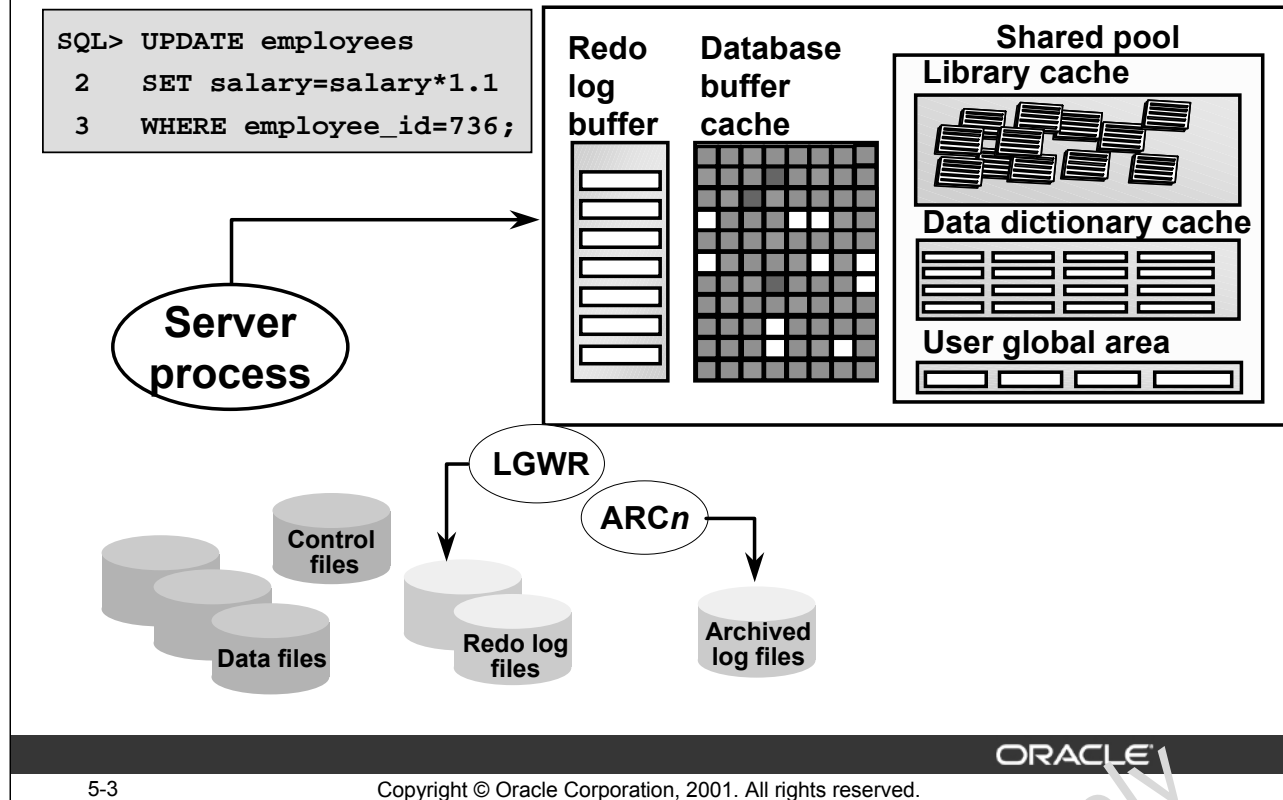 SQL> UPDATE employees
2 SET salary=salary*1.1
3 WHERE employee_id=736;
Redo
log
buffer
Database
buffer
cache
Shared pool
Library cache
Data dictionary cache
User global area
Server
process
LGWR
ARCn
Control
files
Data files
Redo log
files
Archived
log files
ORACLE
5-3
Copyright © Oracle Corporation, 2001. All rights reserved.